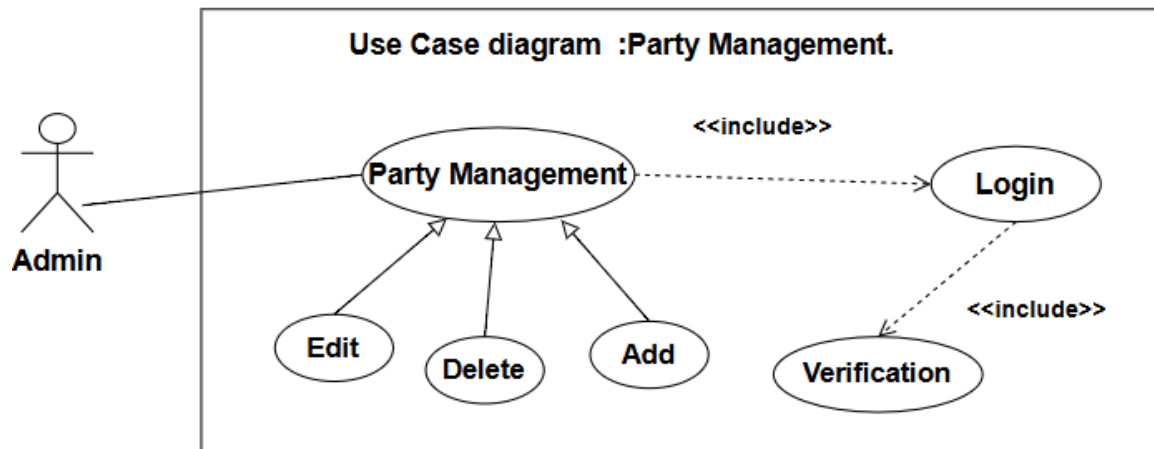 Use Case diagram :Party Management.
<<include>>
Party Management
Login
Admin
<<include>>
Edit
Delete
Add
Verification